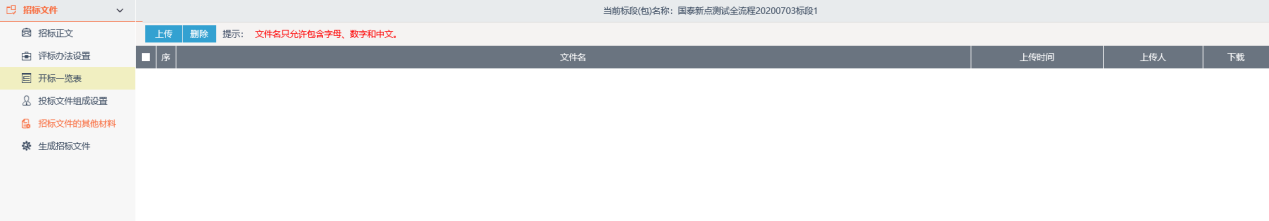 招标文件
当前标段(包)名称：国泰新点测试全流程20200703标段1
招标正文
上传 删除 提示： 文件名只允许包含字母、数字和中文。
评标办法设置
序 文件名 上传时间 上传人 下载
开标一览表
投标文件组成设置
招标文件的其他材料
生成招标文件